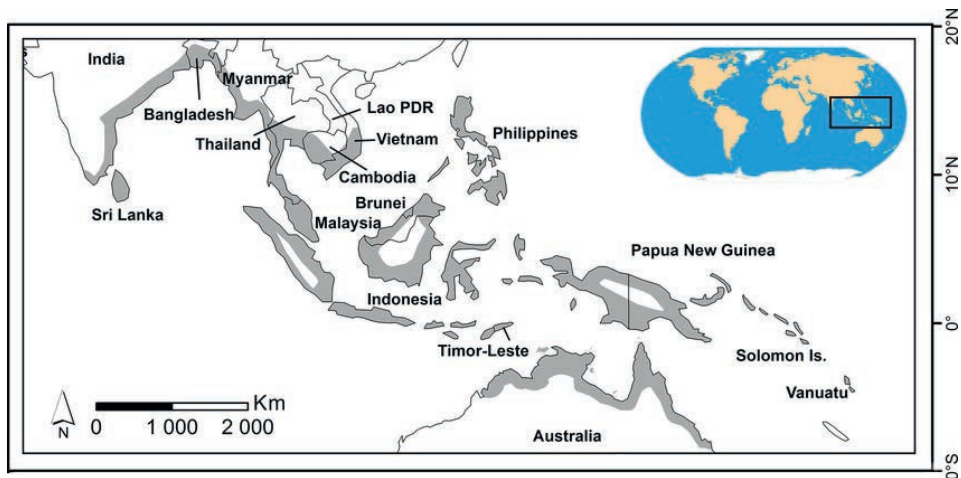 20°N
India
Myanmar
Bangladesh
Lao PDR
Thailand
Vietnam
Philippines
Cambodia
10°N
Sri Lanka
Brunei
Malaysia
Papua New Guinea
Indonesia
0°
Timor-Leste
Solomon Is.
Vanuatu
Km
N
0 1 000 2 000
Australia
0°S